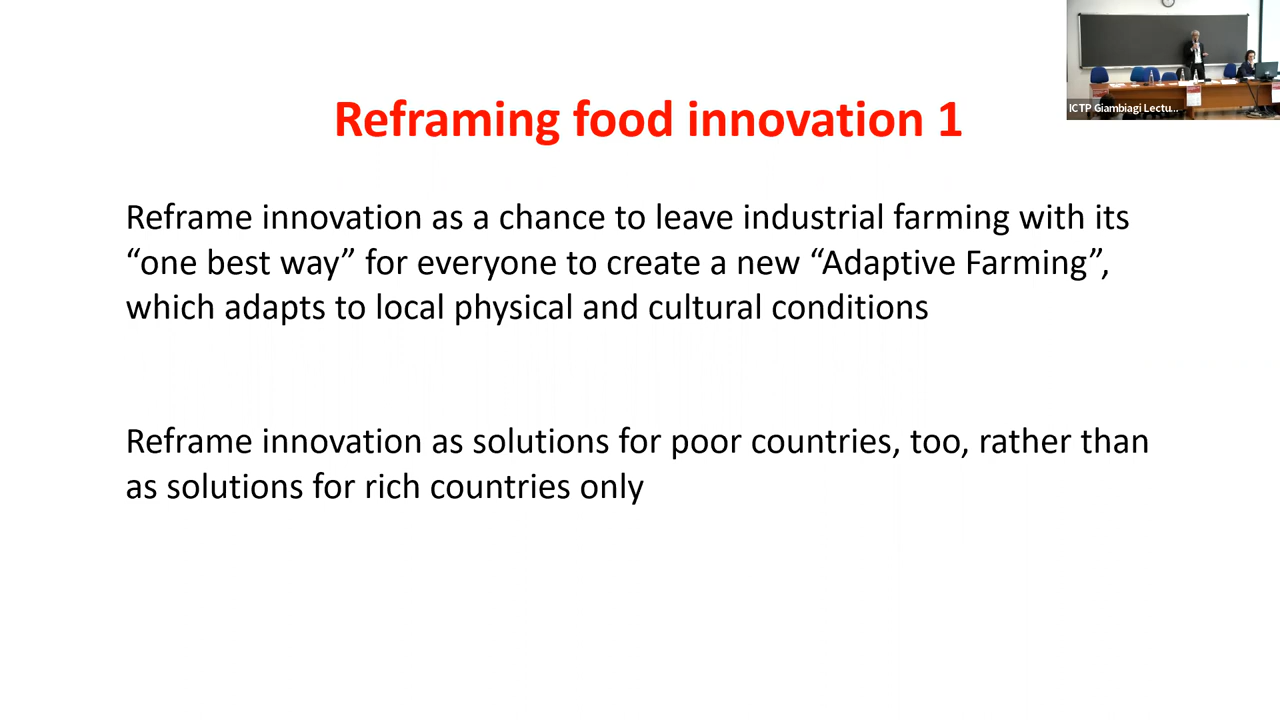 ICTP Giambiagi Lectu...
Reframing food innovation 1
Reframe innovation as a chance to leave industrial farming with its
“one best way” for everyone to create a new “Adaptive Farming”,
which adapts to local physical and cultural conditions
Reframe innovation as solutions for poor countries, too, rather than
as solutions for rich countries only